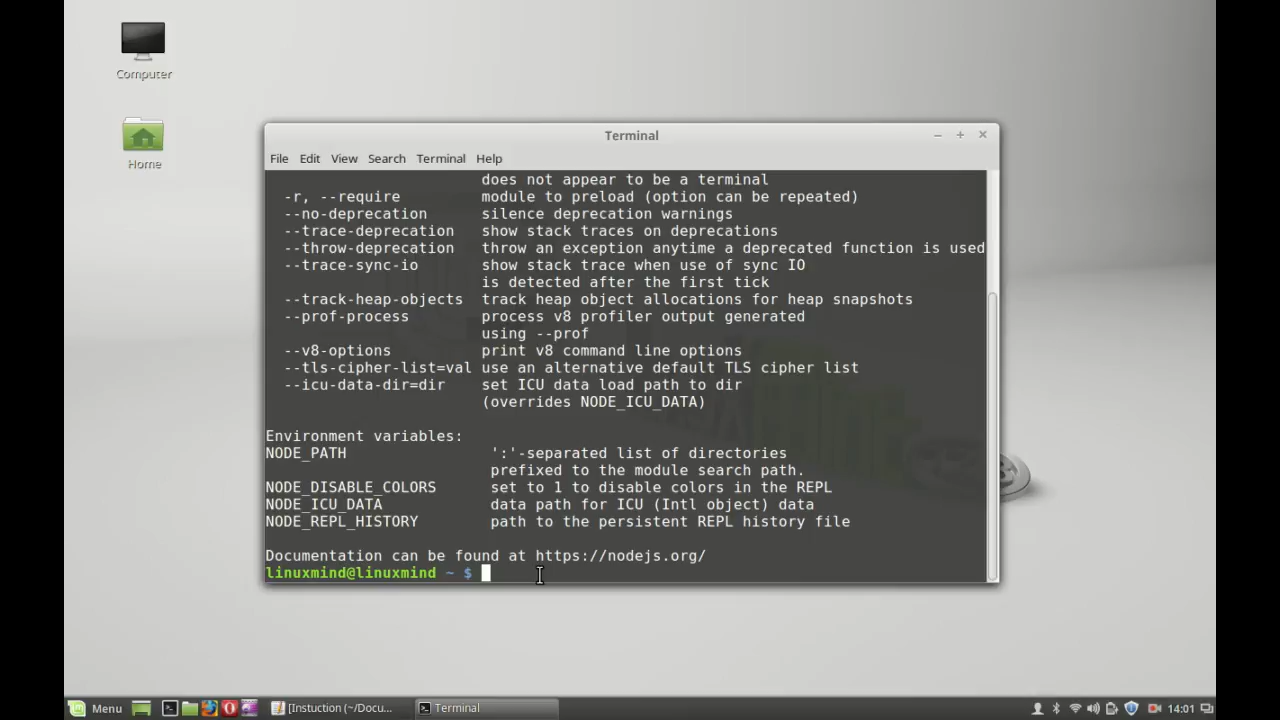 Computer
Home
Terminal
File Edit View Search Terminal Help
does not appear to be a terminal
-r, --require module to preload (option can be repeated)
--no-deprecation silence deprecation warnings
--trace-deprecation show stack traces on deprecations
--throw-deprecation throw an exception anytime a deprecated function is used
--trace-sync-io show stack trace when use of sync IO
is detected after the first tick
--track-heap-objects track heap object allocations for heap snapshots
--prof-process process v8 profiler output generated
using --prof
--v8-options print v8 command line options
--tls-cipher-list=val use an alternative default TLS cipher list
--icu-data-dir=dir set ICU data load path to dir
(overrides NODE_ICU_DATA)
Environment variables:
NODE_PATH ':'-separated list of directories
prefixed to the module search path.
NODE_DISABLE_COLORS set to 1 to disable colors in the REPL
NODE_ICU_DATA data path for ICU (Intl object) data
NODE_REPL_HISTORY path to the persistent REPL history file
Documentation can be found at https://nodejs.org/
linuxmind@linuxmind ~ $
Menu [Instuction (~/Docu... Terminal 14:01